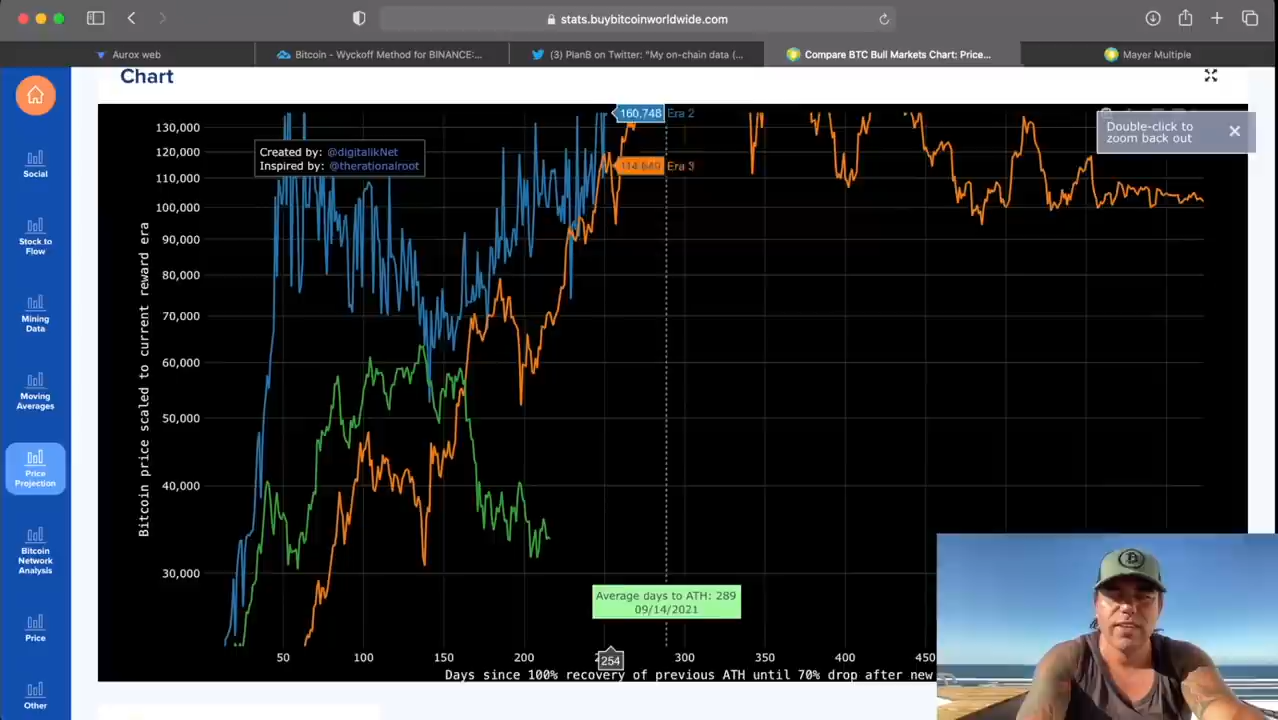 stats.buybitcoinworldwide.com
Aurox web
Bitcoin - Wyckoff Method for BINANCE:...
(3) PlanB on Twitter: "My on-chain data (...
Compare BTC Bull Markets Chart: Price...
Mayer Multiple
Chart
Social
Stock to
Flow
Mining
Data
Moving
Averages
Price
Projection
Bitcoin
Network
Analysis
Price
Other
Bitcoin price scaled to current reward era
130,000
120,000
110,000
100,000
90,000
80,000
70,000
60,000
50,000
40,000
30,000
Created by: @digitalikNet
Inspired by: @therationalroot
160,748 Era 2
Era 3
Double-click to
zoom back out
Average days to ATH: 289
09/14/2021
50 100 150 200 254 300 350 400 450
Days since 100% recovery of previous ATH until 70% drop after new